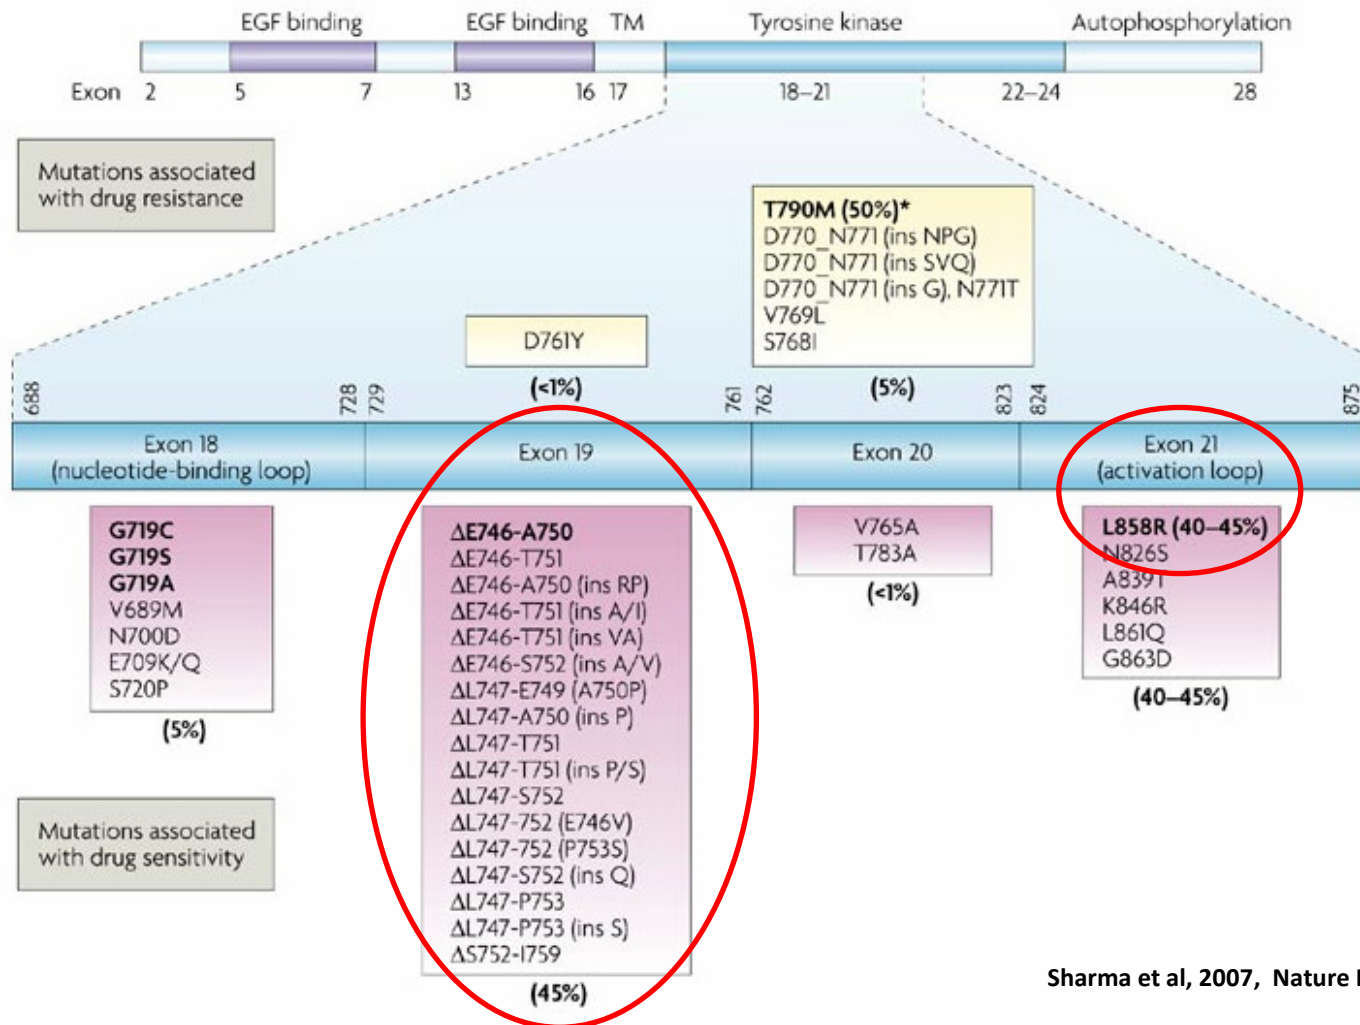 EGF binding EGF binding TM Tyrosine kinase Autophosphorylation
Exon 2 5 7 13 16 17 18–21 22–24 28
Mutations associated
with drug resistance
T790M (50%)*
D770_N771 (ins NPG)
D770_N771 (ins SVQ)
D770_N771 (ins G), N771T
V769L
S768I
(5%)
D761Y
(<1%)
688 728 729 761 762 823 824 875
Exon 18
(nucleotide-binding loop)
Exon 19
Exon 20
Exon 21
(activation loop)
G719C
G719S
G719A
V689M
N700D
E709K/Q
S720P
(5%)
ΔE746-A750
ΔE746-T751
ΔE746-A750 (ins RP)
ΔE746-T751 (ins A/I)
ΔE746-T751 (ins VA)
ΔE746-S752 (ins A/V)
ΔL747-E749 (A750P)
ΔL747-A750 (ins P)
ΔL747-T751
ΔL747-T751 (ins P/S)
ΔL747-S752
ΔL747-752 (E746V)
ΔL747-752 (P753S)
ΔL747-S752 (ins Q)
ΔL747-P753
ΔL747-P753 (ins S)
ΔS752-I759
(45%)
V765A
T783A
(<1%)
L858R (40–45%)
N826S
A839T
K846R
L861Q
G863D
(40–45%)
Mutations associated
with drug sensitivity
Sharma et al, 2007, Nature